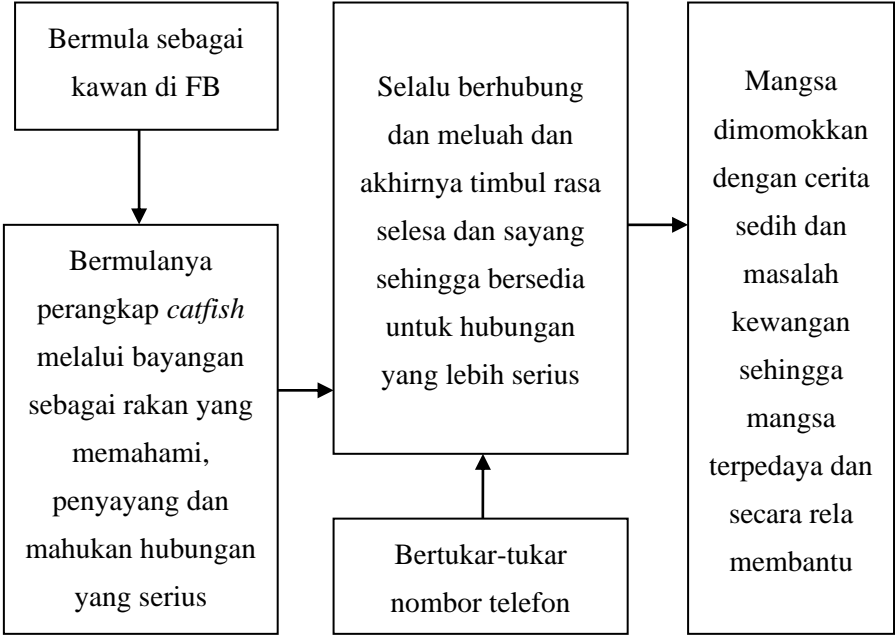 Bermula sebagai
kawan di FB
Bermulanya
perangkap catfish
melalui bayangan
sebagai rakan yang
memahami,
penyayang dan
mahukan hubungan
yang serius
Selalu berhubung
dan meluah dan
akhirnya timbul rasa
selesa dan sayang
sehingga bersedia
untuk hubungan
yang lebih serius
Bertukar-tukar
nombor telefon
Mangsa
dimomokkan
dengan cerita
sedih dan
masalah
kewangan
sehingga
mangsa
terpedaya dan
secara rela
membantu